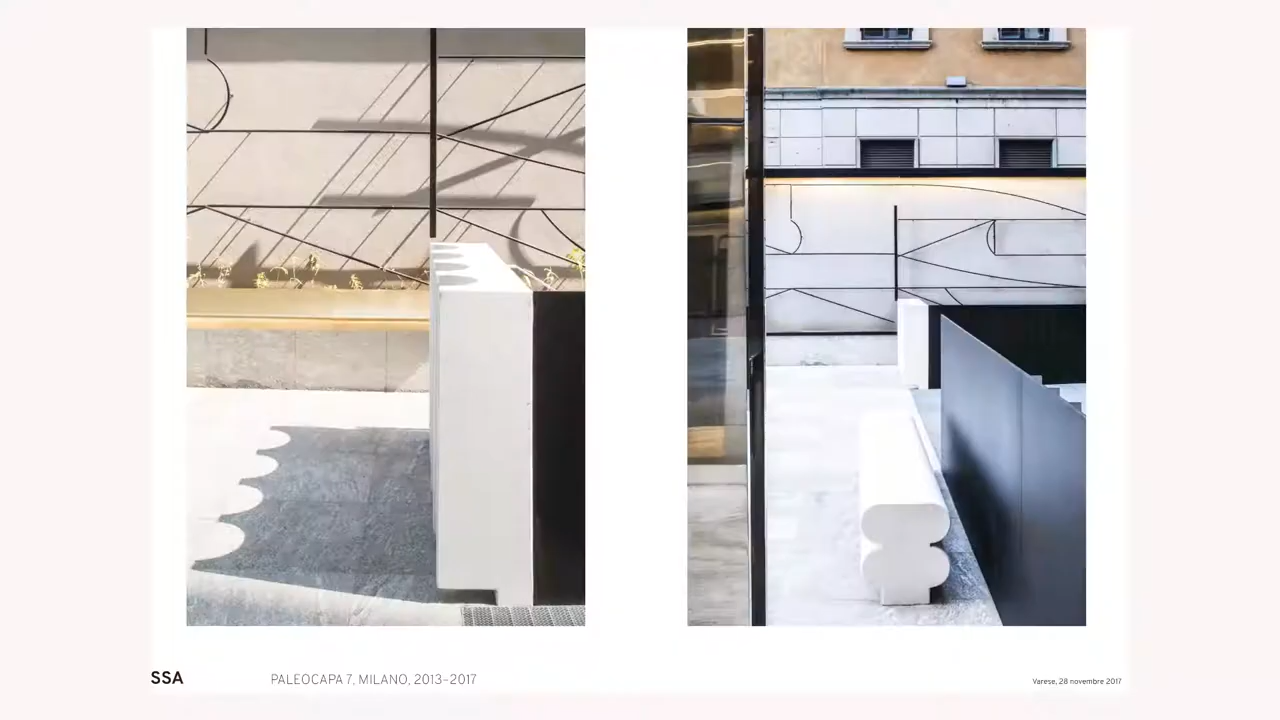 SSA
PALEOCAPA 7, MILANO, 2013–2017
Varese, 28 novembre 2017